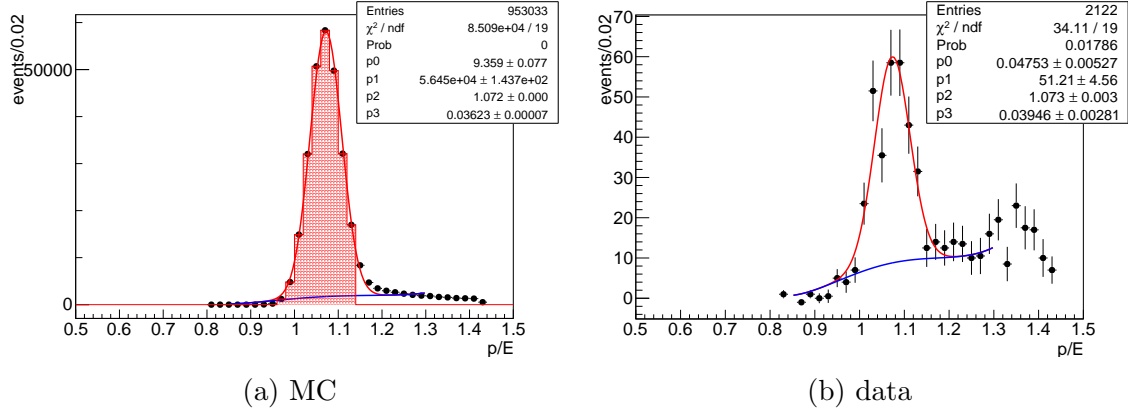 Entries 953033
χ² / ndf 8.509e+04 / 19
Prob 0
p0 9.359 ± 0.077
p1 5.645e+04 ± 1.437e+02
p2 1.072 ± 0.000
p3 0.03623 ± 0.00007
events/0.02
50000
0
0.5 0.6 0.7 0.8 0.9 1 1.1 1.2 1.3 1.4 1.5
p/E
(a) MC
Entries 2122
χ² / ndf 34.11 / 19
Prob 0.01786
p0 0.04753 ± 0.00527
p1 51.21 ± 4.56
p2 1.073 ± 0.003
p3 0.03946 ± 0.00281
events/0.02
70
60
50
40
30
20
10
0
0.5 0.6 0.7 0.8 0.9 1 1.1 1.2 1.3 1.4 1.5
p/E
(b) data